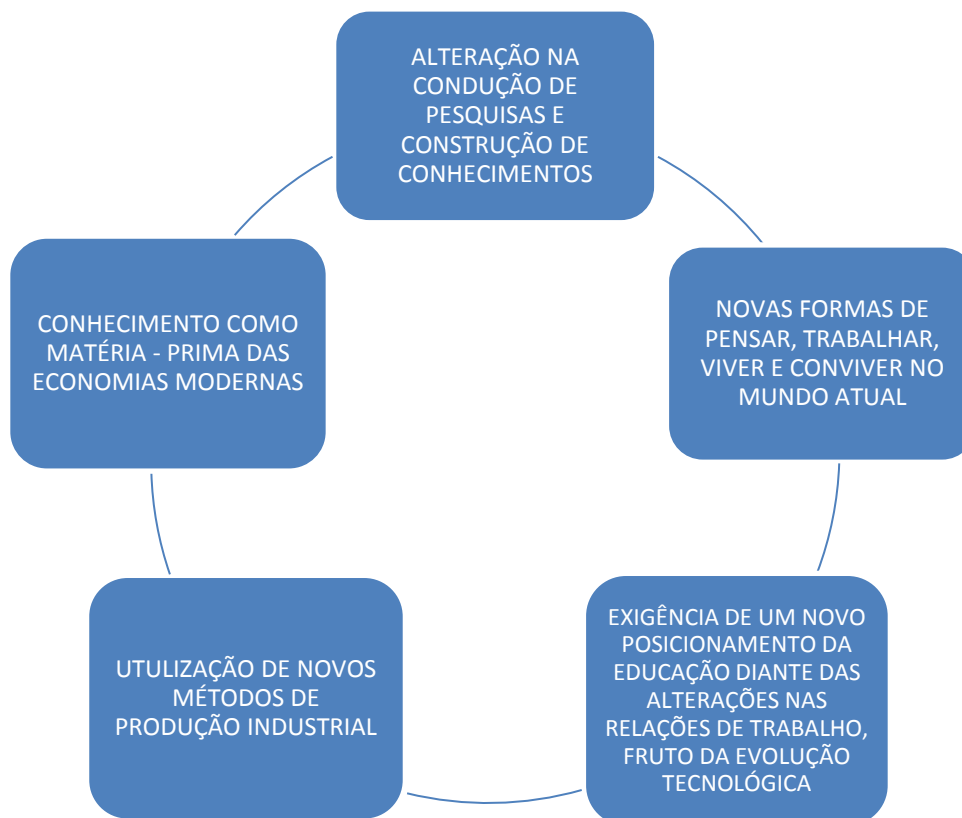 ALTERAÇÃO NA
CONDUÇÃO DE
PESQUISAS E
CONSTRUÇÃO DE
CONHECIMENTOS
NOVAS FORMAS DE
PENSAR, TRABALHAR,
VIVER E CONVIVER NO
MUNDO ATUAL
EXIGÊNCIA DE UM NOVO
POSICIONAMENTO DA
EDUCAÇÃO DIANTE DAS
ALTERAÇÕES NAS
RELAÇÕES DE TRABALHO,
FRUTO DA EVOLUÇÃO
TECNOLÓGICA
UTULIZAÇÃO DE NOVOS
MÉTODOS DE
PRODUÇÃO INDUSTRIAL
CONHECIMENTO COMO
MATÉRIA - PRIMA DAS
ECONOMIAS MODERNAS